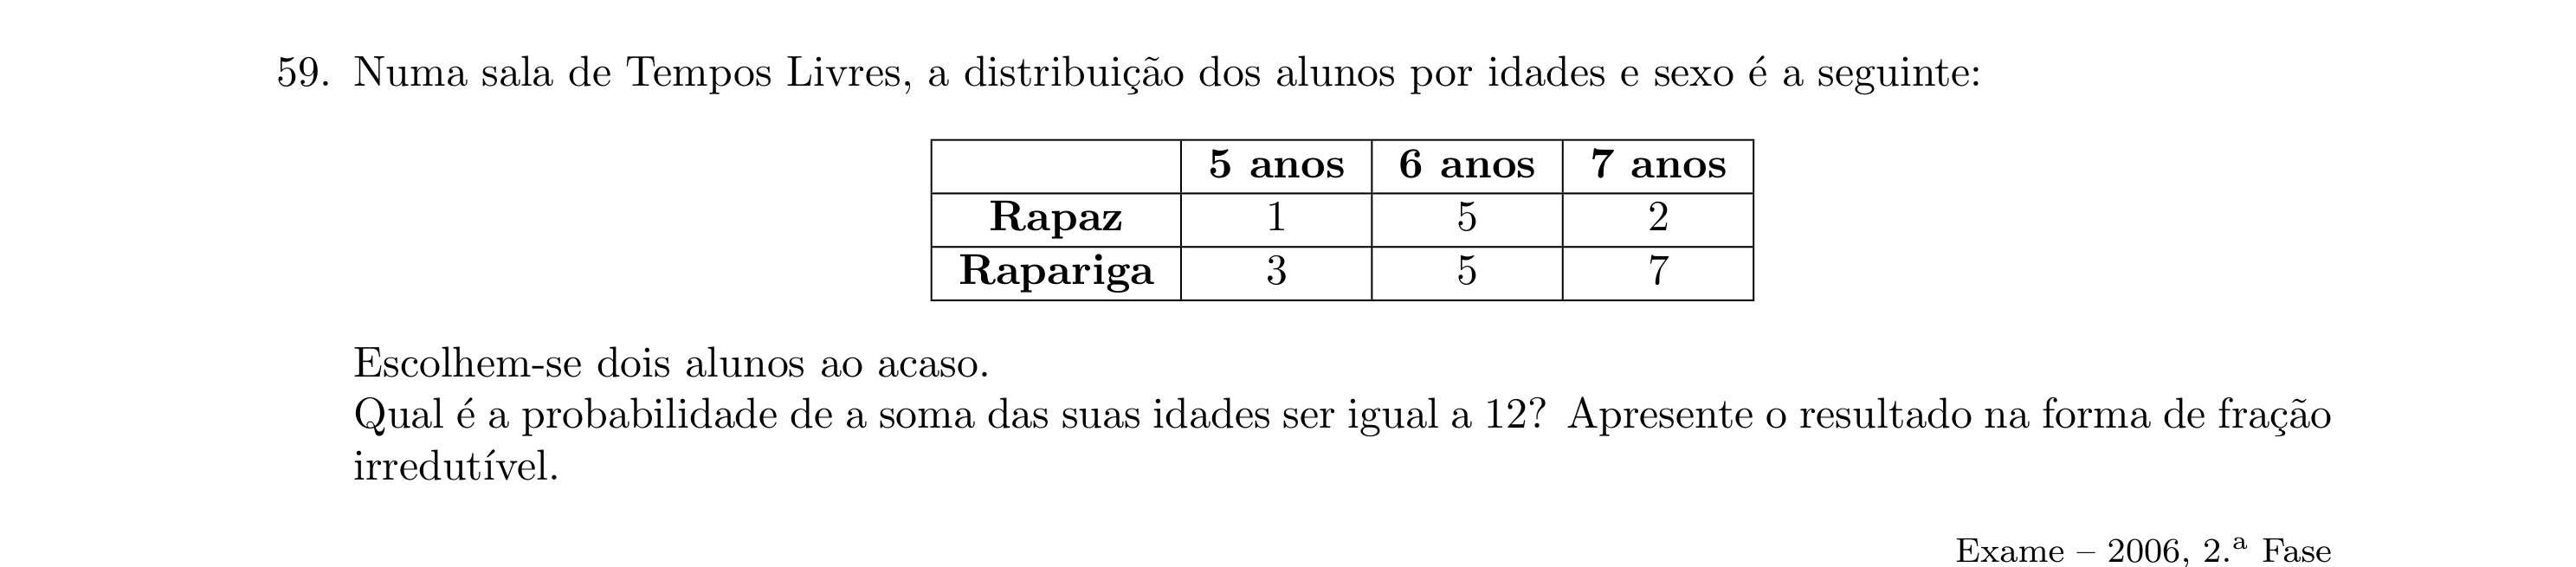 59. Numa sala de Tempos Livres, a distribuição dos alunos por idades e sexo é a seguinte:
5 anos 6 anos 7 anos
Rapaz 1 5 2
Rapariga 3 5 7
Escolhem-se dois alunos ao acaso.
Qual é a probabilidade de a soma das suas idades ser igual a 12? Apresente o resultado na forma de fração
irredutível.
Exame – 2006, 2.ª Fase